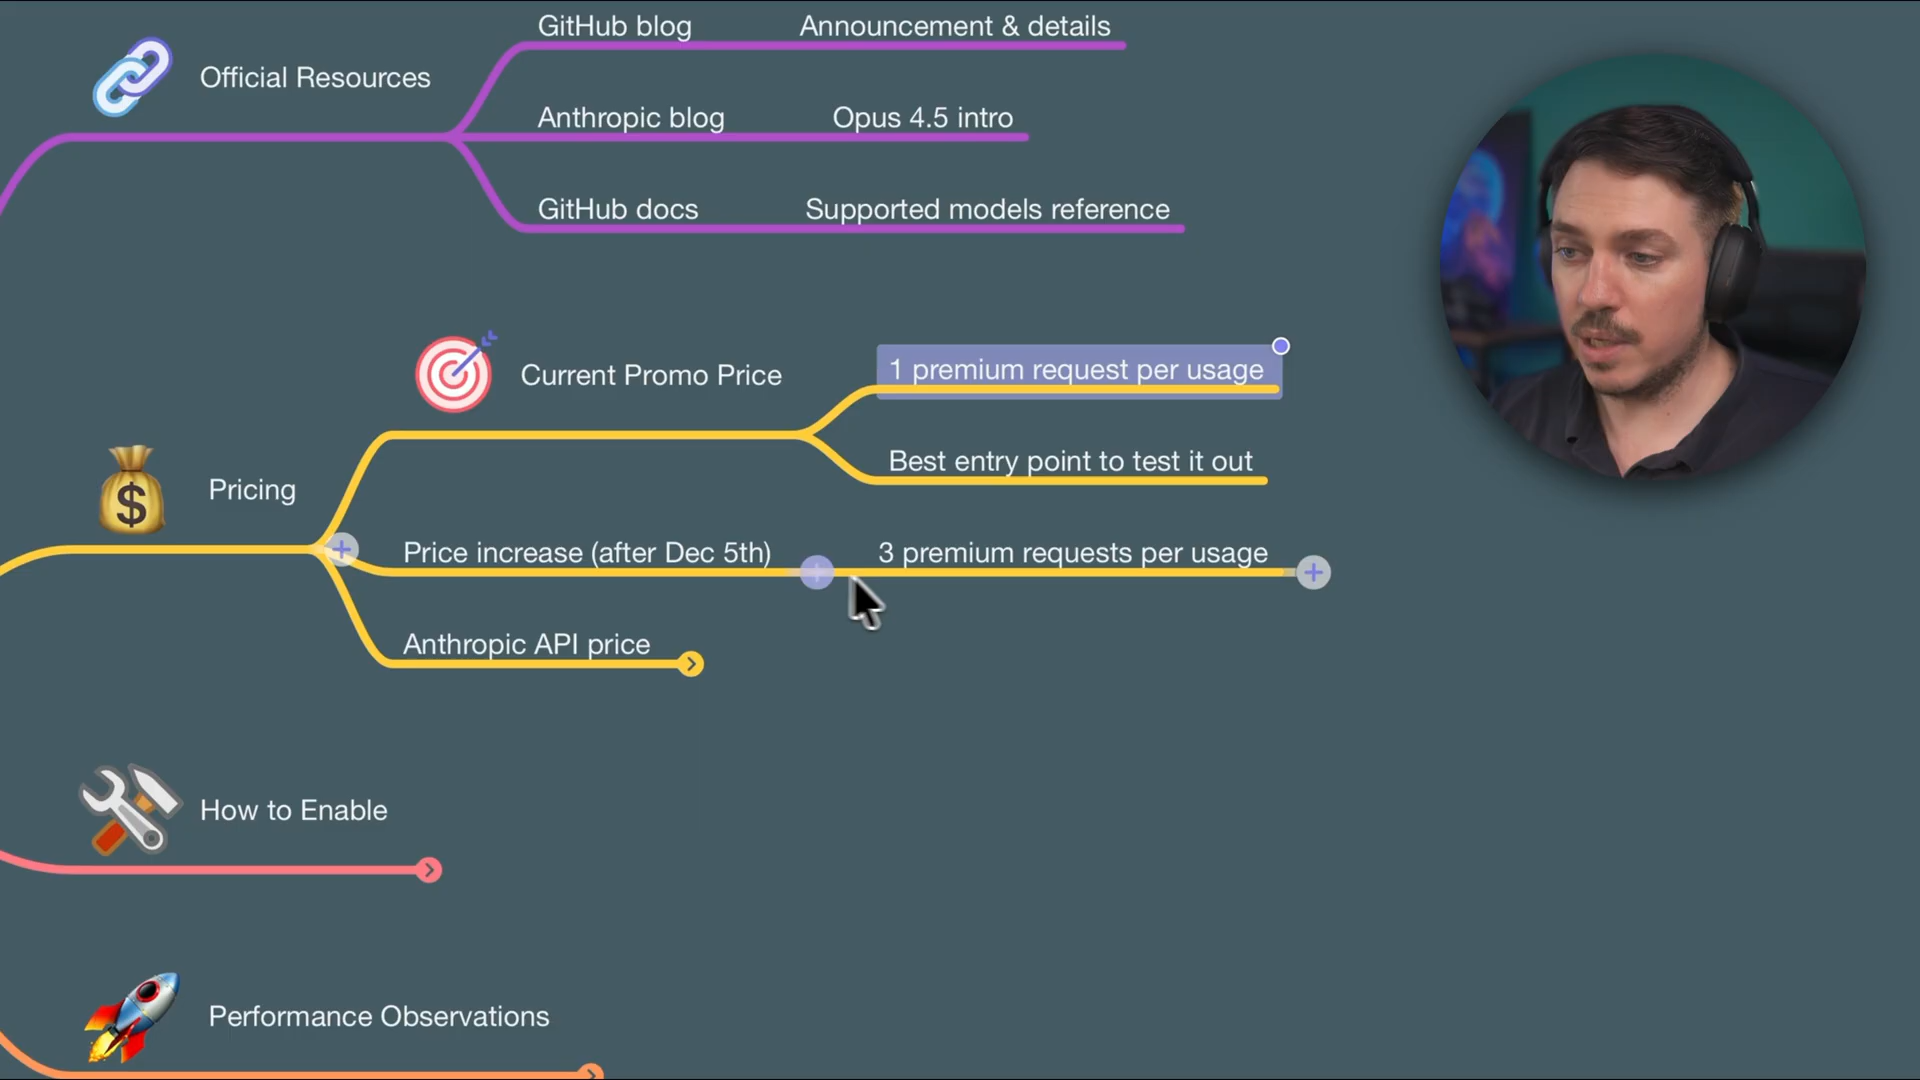 GitHub blog Announcement & details
Official Resources
Anthropic blog Opus 4.5 intro
GitHub docs Supported models reference
Current Promo Price
1 premium request per usage
Best entry point to test it out
Pricing
Price increase (after Dec 5th) 3 premium requests per usage
Anthropic API price
How to Enable
Performance Observations